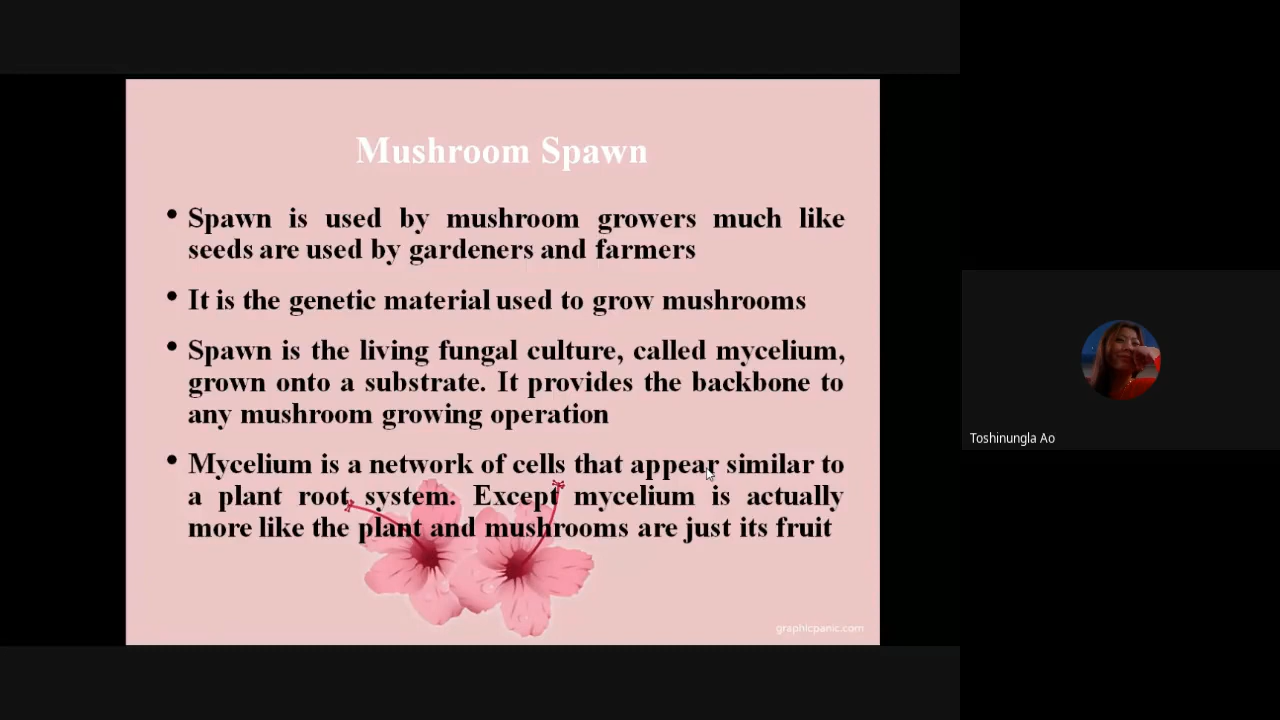 Mushroom Spawn
• Spawn is used by mushroom growers much like
seeds are used by gardeners and farmers
• It is the genetic material used to grow mushrooms
• Spawn is the living fungal culture, called mycelium,
grown onto a substrate. It provides the backbone to
any mushroom growing operation
• Mycelium is a network of cells that appear similar to
a plant root system. Except mycelium is actually
more like the plant and mushrooms are just its fruit
graphicpanic.com
Toshinungla Ao